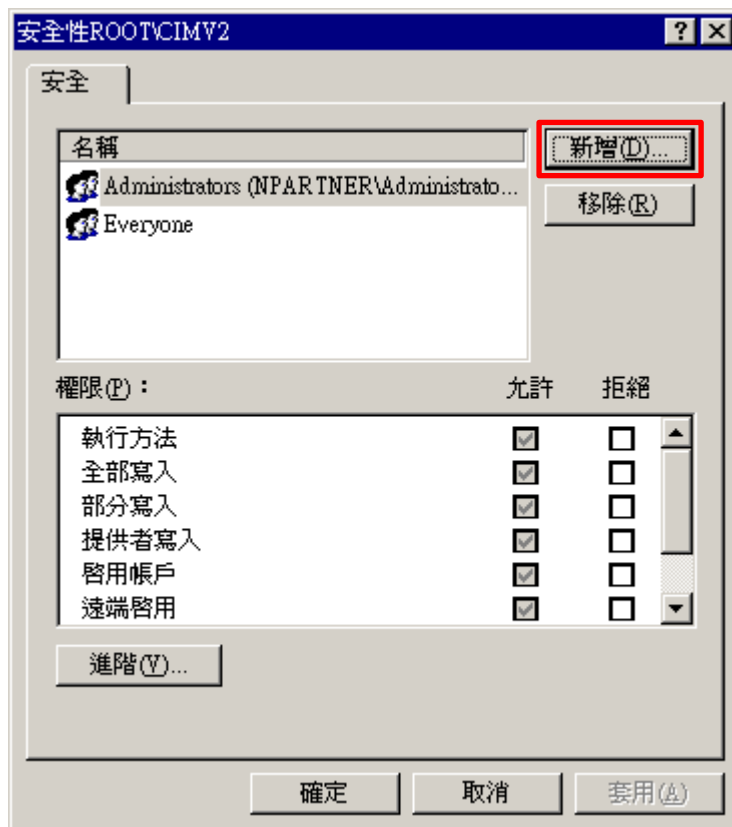 安全性ROOT\CIMV2
安全
名稱
新增(D)...
Administrators (NPARTNER\Administrato...
移除(R)
Everyone
權限(P)：
允許 拒絕
執行方法
全部寫入
部分寫入
提供者寫入
啓用帳戶
遠端啓用
進階(V)...
確定 取消 套用(A)